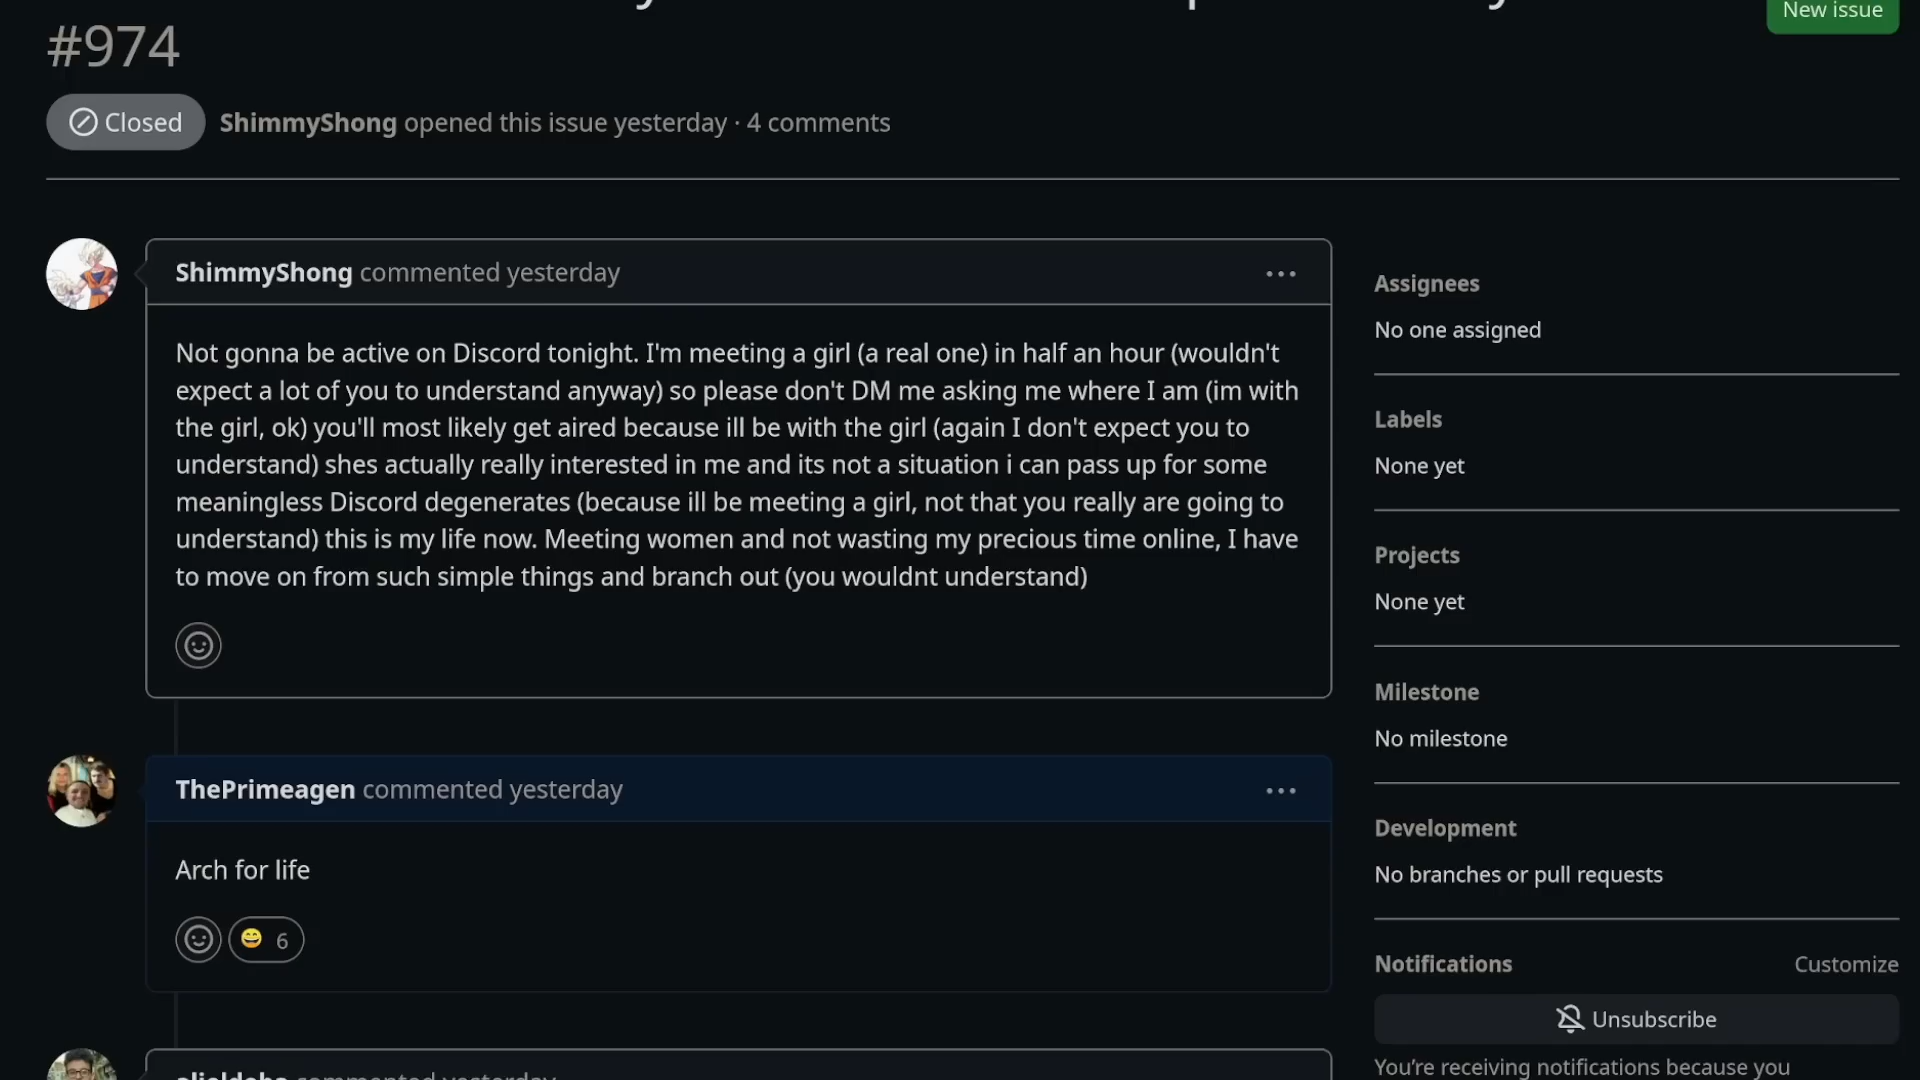 New issue
#974
Closed
ShimmyShong opened this issue yesterday · 4 comments
ShimmyShong commented yesterday
Not gonna be active on Discord tonight. I'm meeting a girl (a real one) in half an hour (wouldn't
expect a lot of you to understand anyway) so please don't DM me asking me where I am (im with
the girl, ok) you'll most likely get aired because ill be with the girl (again I don't expect you to
understand) shes actually really interested in me and its not a situation i can pass up for some
meaningless Discord degenerates (because ill be meeting a girl, not that you really are going to
understand) this is my life now. Meeting women and not wasting my precious time online, I have
to move on from such simple things and branch out (you wouldnt understand)
ThePrimeagen commented yesterday
Arch for life
6
commented yesterday
Assignees
No one assigned
Labels
None yet
Projects
None yet
Milestone
No milestone
Development
No branches or pull requests
Notifications
Customize
Unsubscribe
You're receiving notifications because you